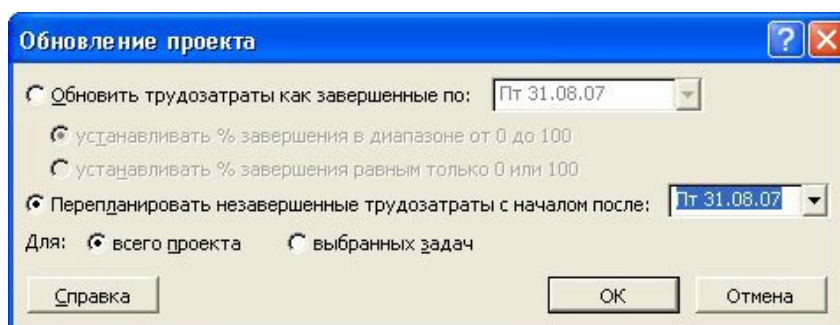 Обновление проекта
Обновить трудозатраты как завершенные по: Пт 31.08.07
устанавливать % завершения в диапазоне от 0 до 100
устанавливать % завершения равным только 0 или 100
Перепланировать незавершенные трудозатраты с началом после: Пт 31.08.07
Для: всего проекта выбранных задач
Справка ОК Отмена